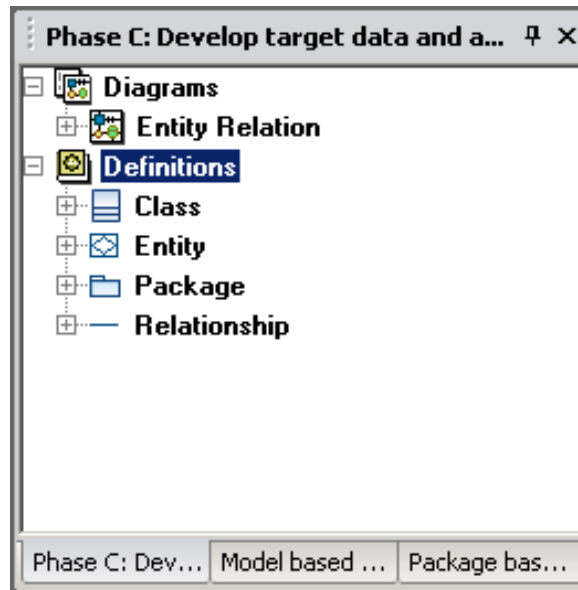 Phase C: Develop target data and a...
Diagrams
Entity Relation
Definitions
Class
Entity
Package
Relationship
Phase C: Dev... Model based ... Package bas...